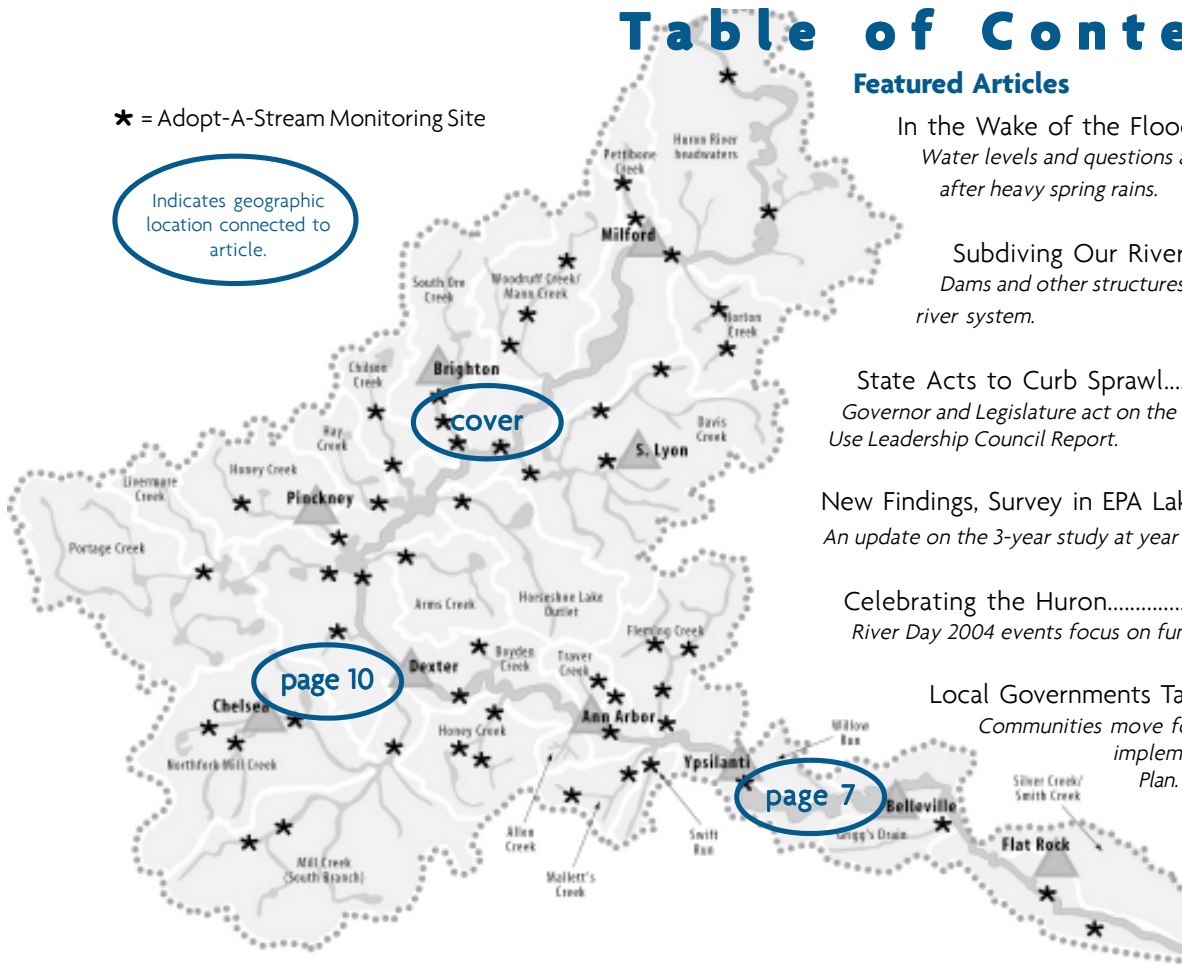 Table of Conte
Featured Articles
★ = Adopt-A-Stream Monitoring Site
Indicates geographic
location connected to
article.
In the Wake of the Flood
Water levels and questions a
after heavy spring rains.
Subdiving Our River
Dams and other structures
river system.
State Acts to Curb Sprawl...
Governor and Legislature act on the
Use Leadership Council Report.
New Findings, Survey in EPA Lak
An update on the 3-year study at year
Celebrating the Huron..............
River Day 2004 events focus on fun
Local Governments Ta
Communities move fo
implem
Plan.
Huron River
headwaters
Pettibone
Creek
Milford
South Ore
Creek
Woodruff Creek/
Mann Creek
Norton
Creek
Chilson
Creek
Brighton
cover
Davis
Creek
Hay
Creek
S. Lyon
Honey Creek
Livermore
Creek
Pinckney
Portage Creek
Arms Creek
Horseshoe Lake
Outlet
Fleming Creek
page 10
Dexter
Boyden
Creek
Traver
Creek
Chelsea
Ann Arbor
Honey Creek
Northfork Mill Creek
Willow
Run
Ypsilanti
page 7
Belleville
Silver Creek/
Smith Creek
Grigg's Drain
Allen
Creek
Swift
Run
Flat Rock
Mill Creek
(South Branch)
Mallett's
Creek